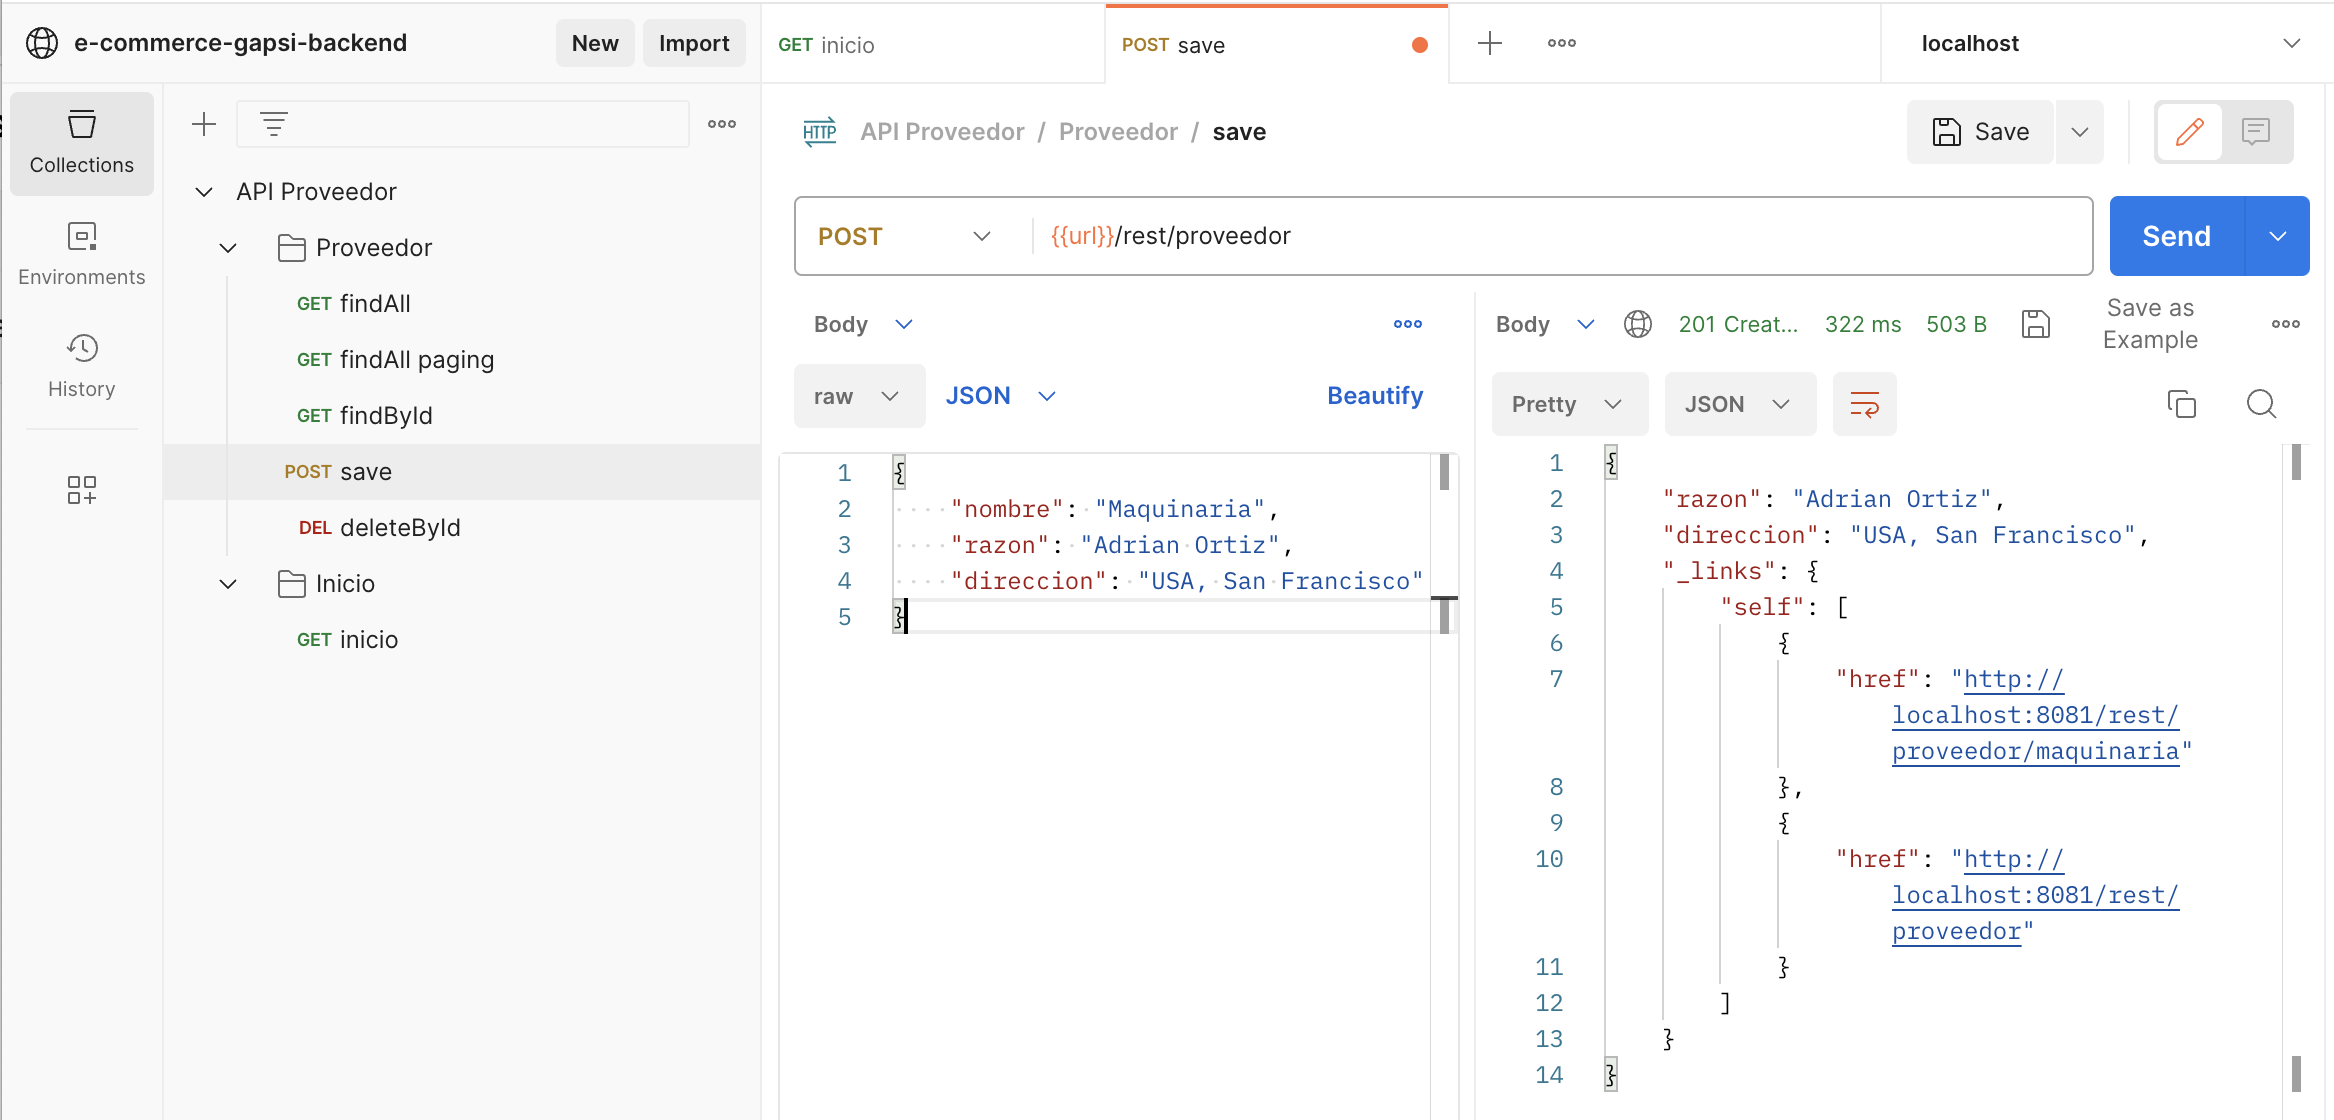 e-commerce-gapsi-backend
New
Import
GET inicio
POST save
localhost
Collections
Environments
History
API Proveedor
Proveedor
GET findAll
GET findAll paging
GET findById
POST save
DEL deleteById
Inicio
GET inicio
HTTP API Proveedor / Proveedor / save
Save
POST
{{url}}/rest/proveedor
Send
Body
raw
JSON
Beautify
1 {
2 "nombre": "Maquinaria",
3 "razon": "Adrian Ortiz",
4 "direccion": "USA, San Francisco"
5 }
Body
201 Creat...
322 ms
503 B
Save as
Example
Pretty
JSON
1 {
2 "razon": "Adrian Ortiz",
3 "direccion": "USA, San Francisco",
4 "_links": {
5 "self": [
6 {
7 "href": "http://
localhost:8081/rest/
proveedor/maquinaria"
8 },
9 {
10 "href": "http://
localhost:8081/rest/
proveedor"
11 }
12 ]
13 }
14 }